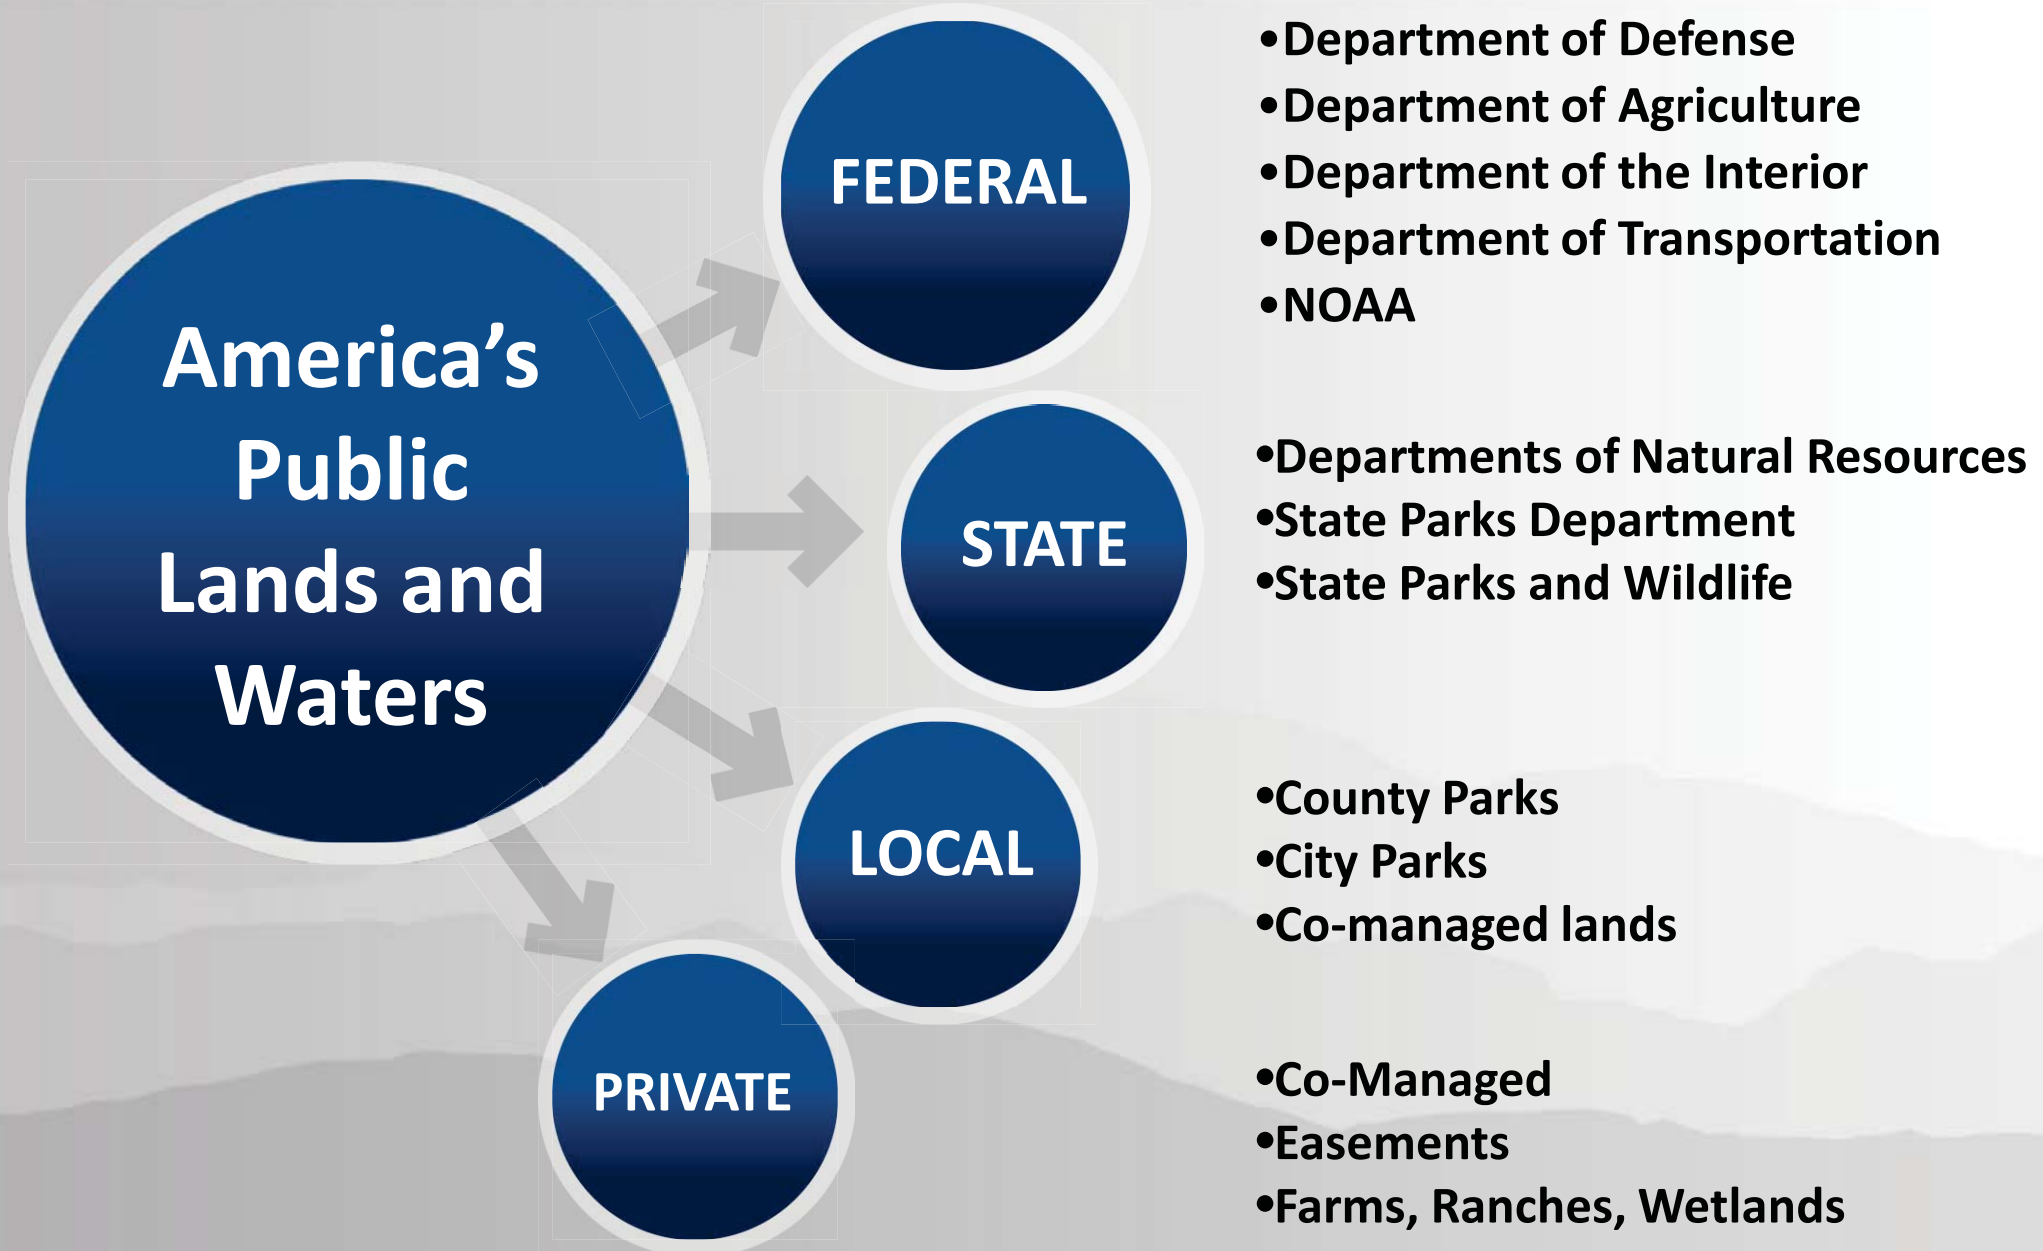 America’s
Public
Lands and
Waters
FEDERAL
•Department of Defense
•Department of Agriculture
•Department of the Interior
•Department of Transportation
•NOAA
STATE
•Departments of Natural Resources
•State Parks Department
•State Parks and Wildlife
LOCAL
•County Parks
•City Parks
•Co-managed lands
PRIVATE
•Co-Managed
•Easements
•Farms, Ranches, Wetlands